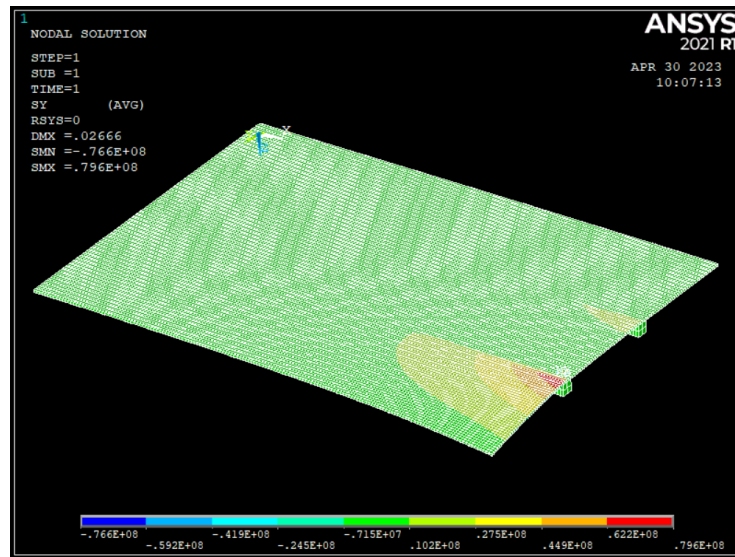 1
NODAL SOLUTION
STEP=1
SUB =1
TIME=1
SY (AVG)
RSYS=0
DMX =.02666
SMN =-.766E+08
SMX =.796E+08
ANSYS
2021 R1
APR 30 2023
10:07:13
X
-.766E+08 -.592E+08 -.419E+08 -.245E+08 -.715E+07 .102E+08 .275E+08 .449E+08 .622E+08 .796E+08